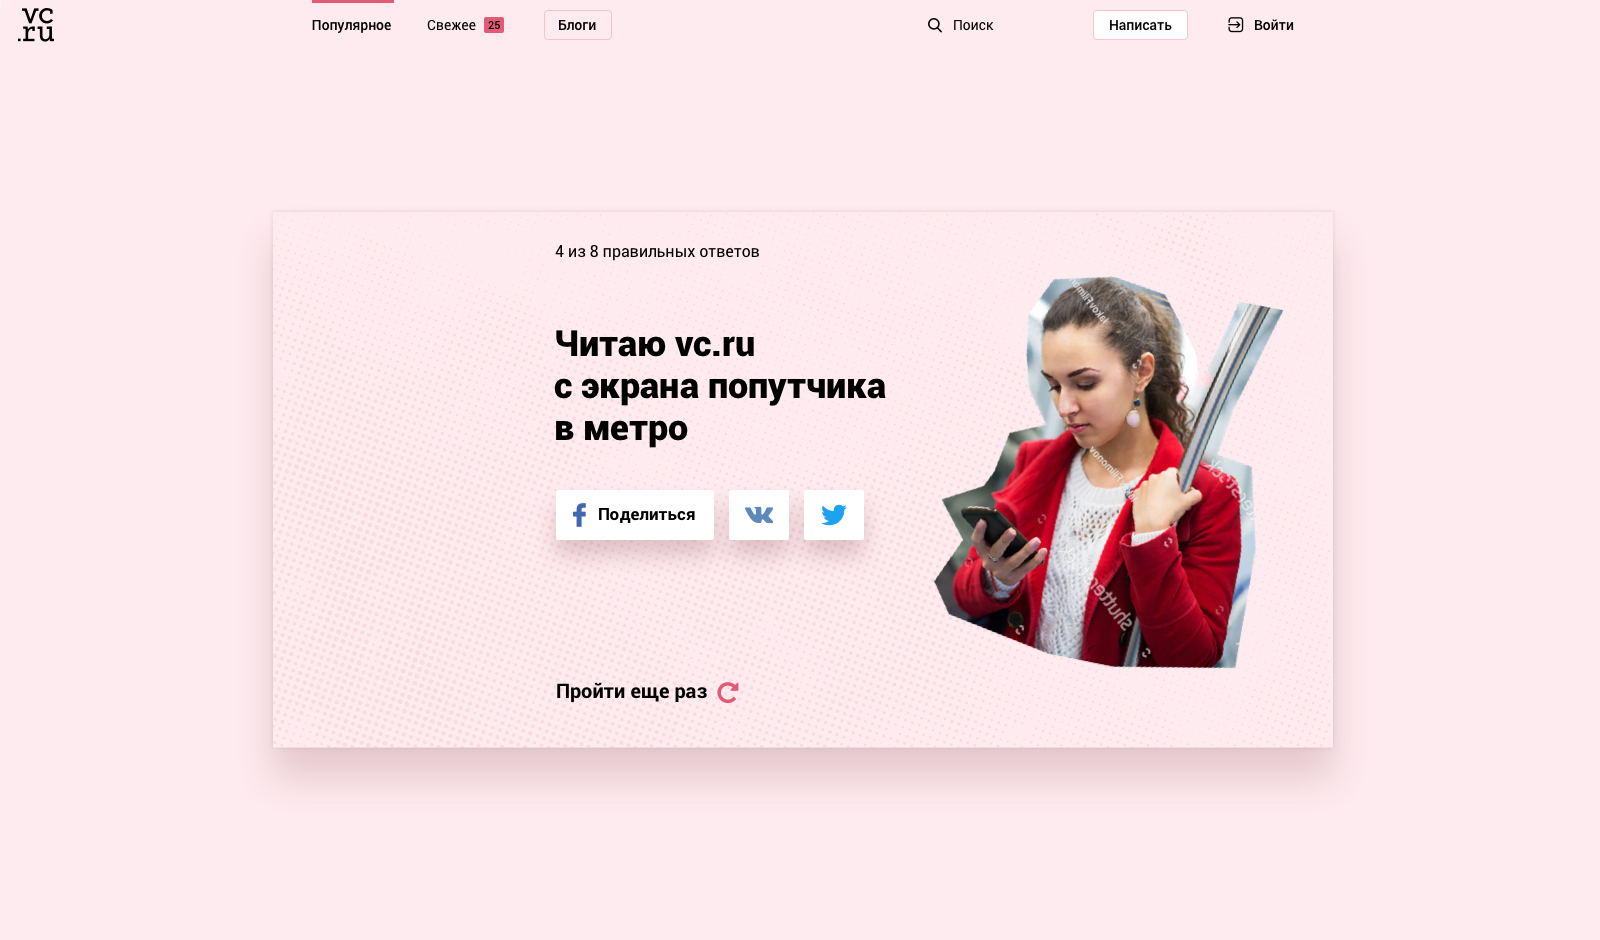 vc
.ru
Популярное
Свежее 25
Блоги
Поиск
Написать
Войти
4 из 8 правильных ответов
Читаю vc.ru
с экрана попутчика
в метро
Поделиться
Пройти еще раз
shutter